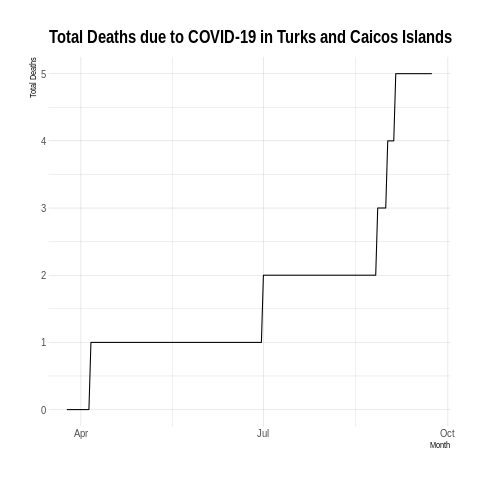 Total Deaths due to COVID-19 in Turks and Caicos Islands
Total Deaths
5
4
3
2
1
0
Apr Jul Oct
Month